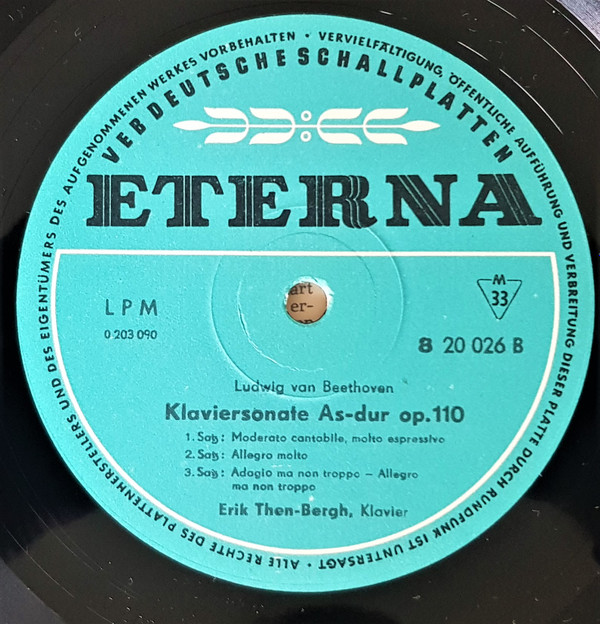 ALLE RECHTE DES PLATTENHERSTELLERS UND DES EIGENTÜMERS DES AUFGENOMMENEN WERKES VORBEHALTEN • VERVIELFÄLTIGUNG, ÖFFENTLICHE AUFFÜHRUNG UND VERBREITUNG DIESER PLATTE DURCH RUNDFUNK IST UNTERSAGT •
VEB DEUTSCHE SCHALLPLATTEN
ETERNA
LPM
0 203 090
M
33
8 20 026 B
art
er-
Ludwig van Beethoven
Klaviersonate As-dur op. 110
1. Satz: Moderato cantabile, molto espressivo
2. Satz: Allegro molto
3. Satz: Adagio ma non troppo – Allegro
ma non troppo
Erik Then-Bergh, Klavier